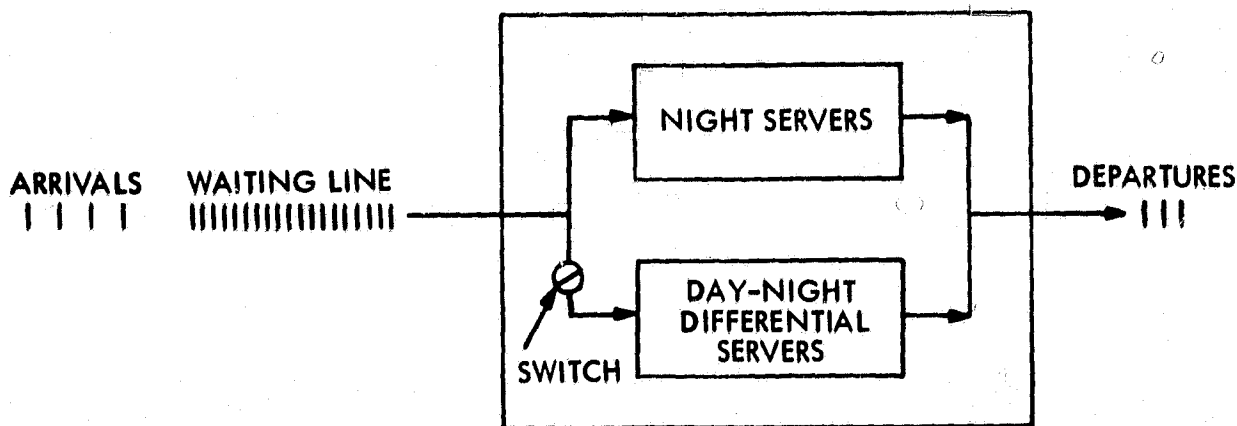 NIGHT SERVERS
ARRIVALS
WAITING LINE
DEPARTURES
DAY-NIGHT
DIFFERENTIAL
SERVERS
SWITCH